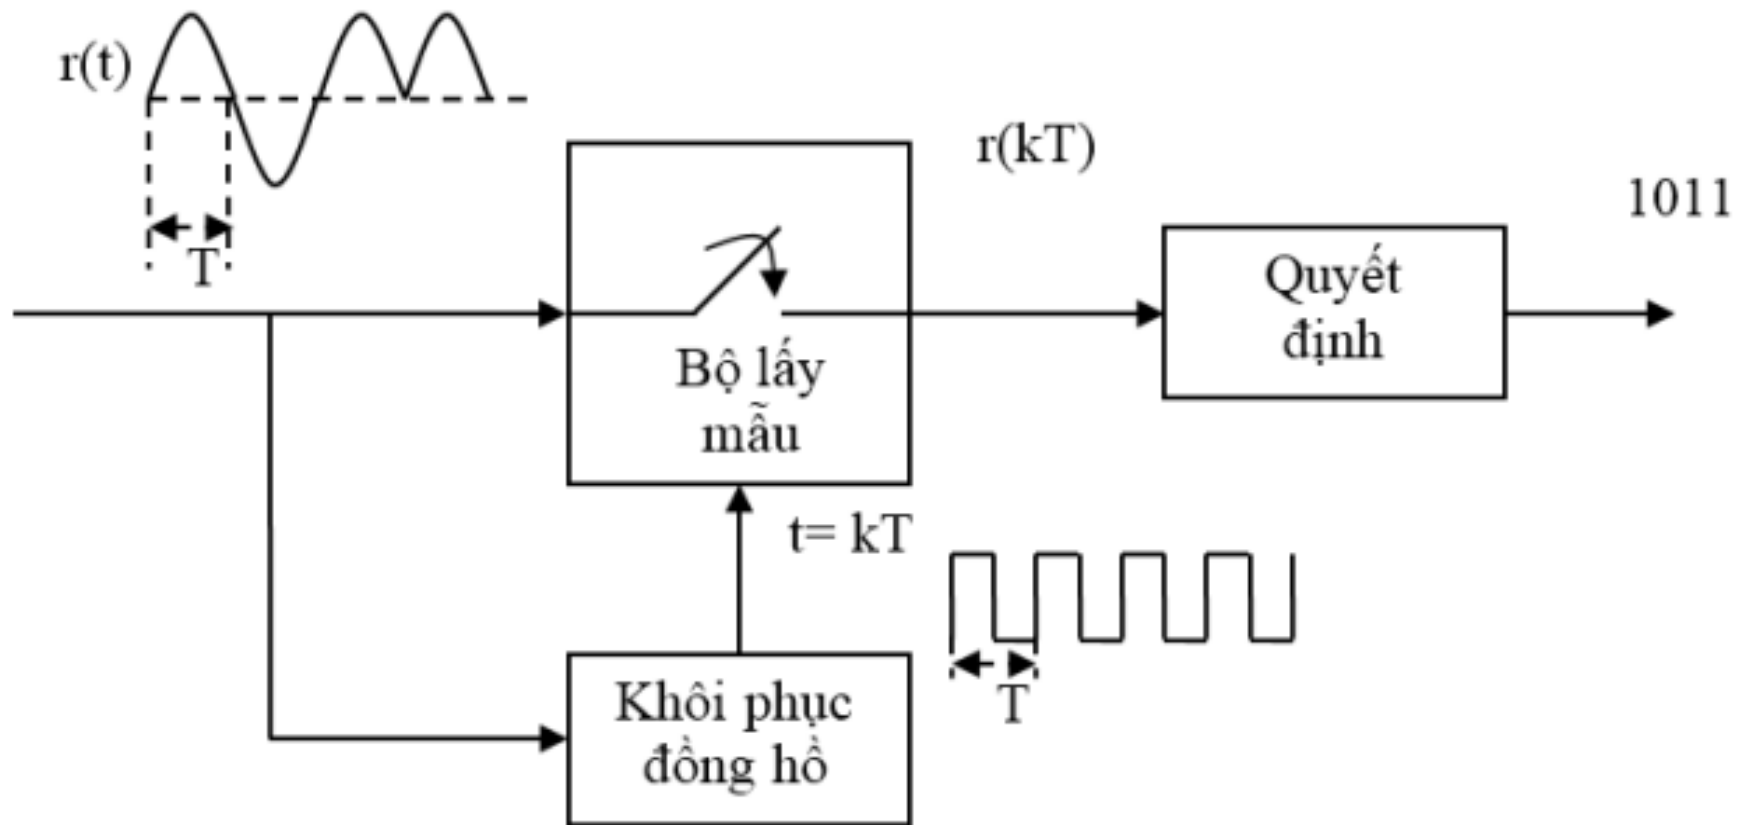 r(t)
T
r(kT)
1011
Bộ lấy
mẫu
Quyết
định
t= kT
T
Khôi phục
đồng hồ